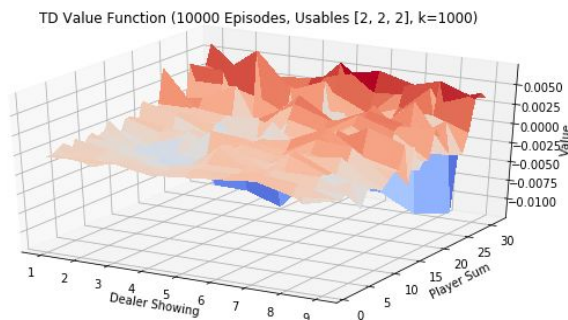 TD Value Function (10000 Episodes, Usables [2, 2, 2], k=1000)
0.0050
0.0025
0.0000
−0.0025
−0.0050
−0.0075
−0.0100
Value
1 2 3 4 5 6 7 8 9
Dealer Showing
0 5 10 15 20 25 30
Player Sum